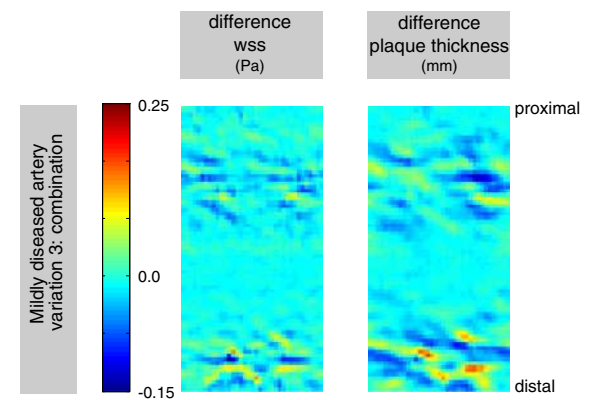 difference
wss
(Pa)
difference
plaque thickness
(mm)
Mildly diseased artery
variation 3: combination
0.25
0.0
-0.15
proximal
distal